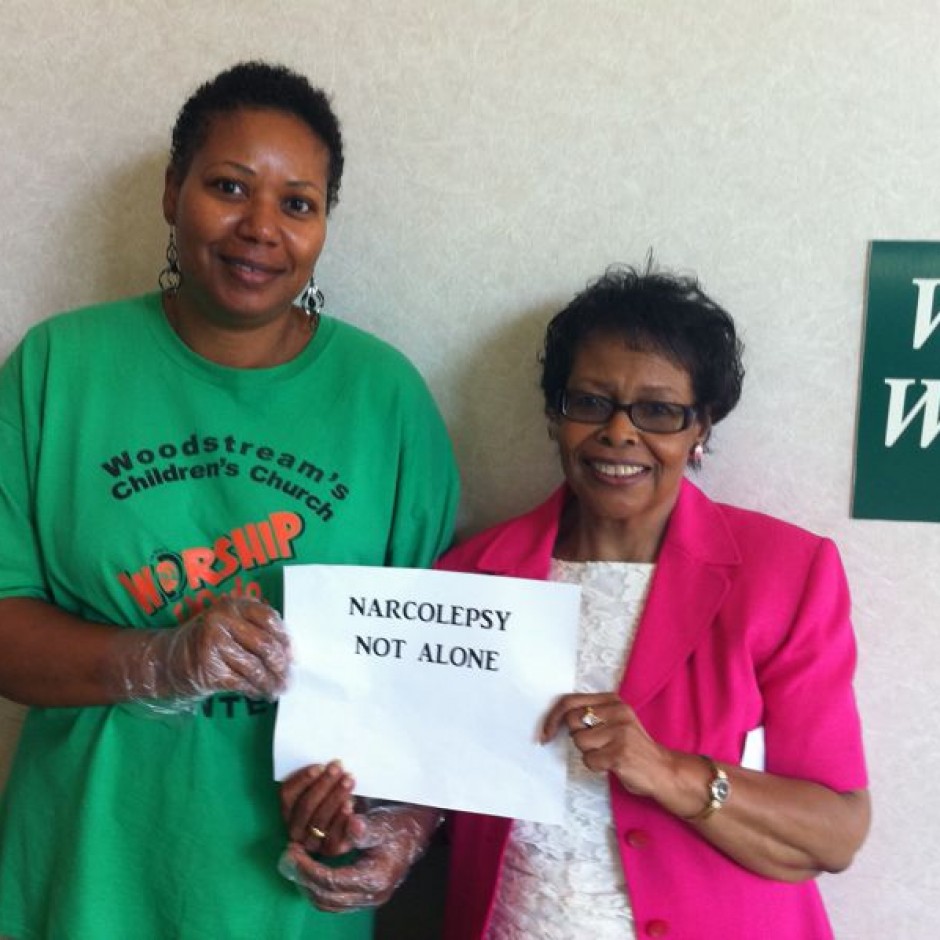 Woodstream's
Children's Church
WORSHIP
NARCOLEPSY
NOT ALONE
W
W